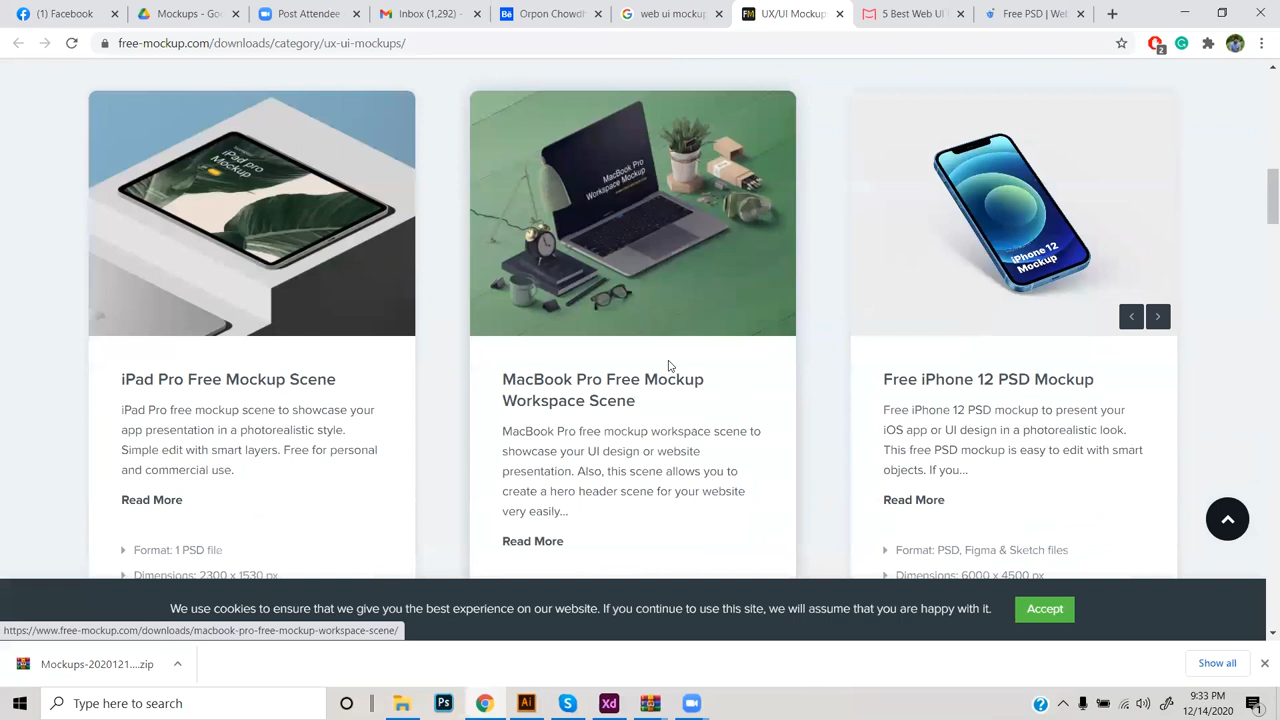 (1) Facebook
Mockups - Goo
Post Attendee
Inbox (1,292) -
Orpon Chowdh
web ui mockup
UX/UI Mockup
5 Best Web UI
Free PSD | Web
free-mockup.com/downloads/category/ux-ui-mockups/
2
iPad pro
Mockup
MacBook Pro
Workspace Mockup
iPhone 12
Mockup
iPad Pro Free Mockup Scene
iPad Pro free mockup scene to showcase your
app presentation in a photorealistic style.
Simple edit with smart layers. Free for personal
and commercial use.
Read More
Format: 1 PSD file
Dimensions: 2300 x 1530 px
MacBook Pro Free Mockup
Workspace Scene
MacBook Pro free mockup workspace scene to
showcase your UI design or website
presentation. Also, this scene allows you to
create a hero header scene for your website
very easily...
Read More
Free iPhone 12 PSD Mockup
Free iPhone 12 PSD mockup to present your
iOS app or UI design in a photorealistic look.
This free PSD mockup is easy to edit with smart
objects. If you...
Read More
Format: PSD, Figma & Sketch files
Dimensions: 6000 x 4500 px
We use cookies to ensure that we give you the best experience on our website. If you continue to use this site, we will assume that you are happy with it.
Accept
https://www.free-mockup.com/downloads/macbook-pro-free-mockup-workspace-scene/
Mockups-2020121....zip
Show all
Type here to search
Ps
Ai
S
Xd
9:33 PM
12/14/2020
1